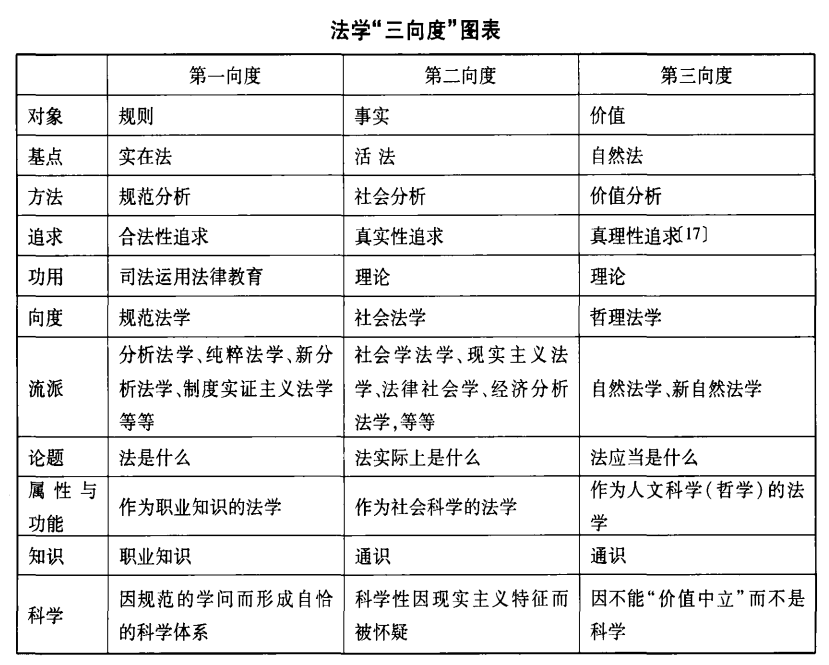 法学“三向度”图表
第一向度 第二向度 第三向度
对象 规则 事实 价值
基点 实在法 活法 自然法
方法 规范分析 社会分析 价值分析
追求 合法性追求 真实性追求 真理性追求〔17〕
功用 司法运用法律教育 理论 理论
向度 规范法学 社会法学 哲理法学
流派
分析法学、纯粹法学、新分
析法学、制度实证主义法学
等等
社会学法学、现实主义法
学、法律社会学、经济分析
法学,等等
自然法学、新自然法学
论题 法是什么 法实际上是什么 法应当是什么
属性与
功能
作为职业知识的法学
作为社会科学的法学
作为人文科学(哲学)的法
学
知识 职业知识 通识 通识
科学
因规范的学问而形成自恰
的科学体系
科学性因现实主义特征而
被怀疑
因不能“价值中立”而不是
科学